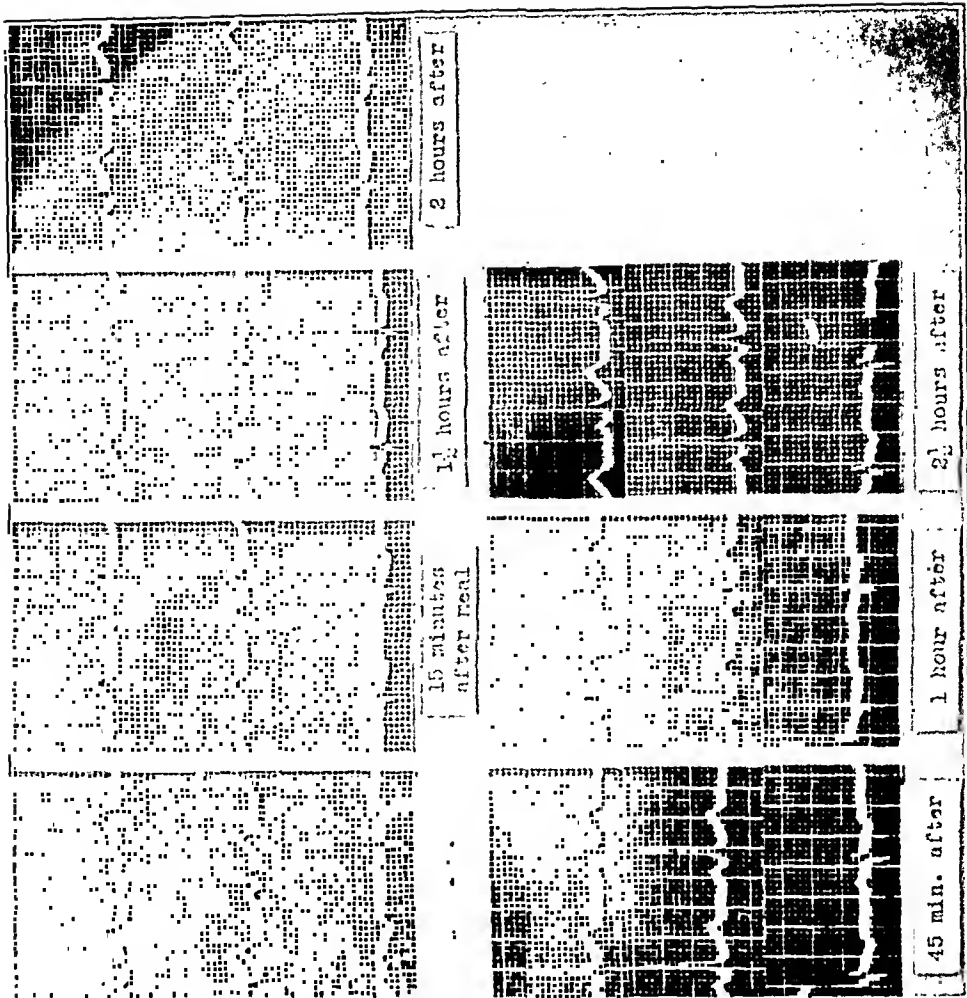 15 minutes
after meal
1½ hours after
2 hours after
45 min. after
1 hour after
2½ hours after